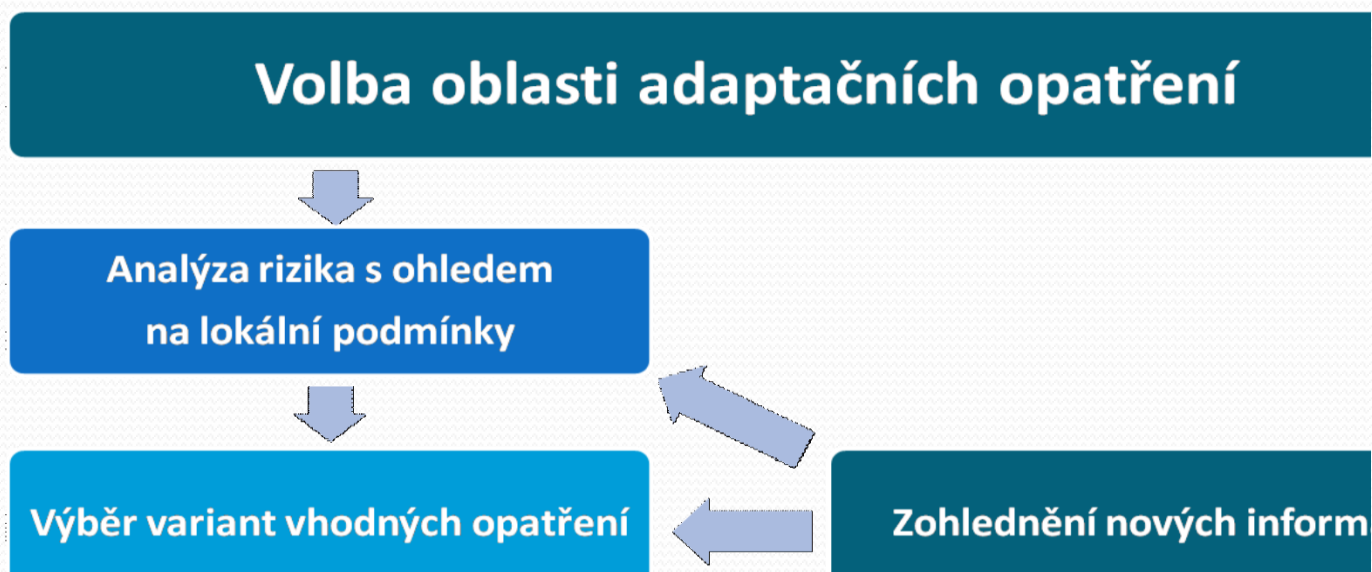 Volba oblasti adaptačních opatření
Analýza rizika s ohledem
na lokální podmínky
Výběr variant vhodných opatření
Zohlednění nových inform